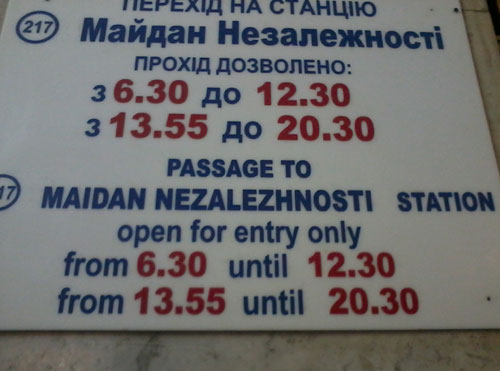 ПЕРЕХІД НА СТАНЦІЮ
217 Майдан Незалежності
ПРОХІД ДОЗВОЛЕНО:
з 6.30 до 12.30
з 13.55 до 20.30
PASSAGE TO
17 MAIDAN NEZALEZHNOSTI STATION
open for entry only
from 6.30 until 12.30
from 13.55 until 20.30